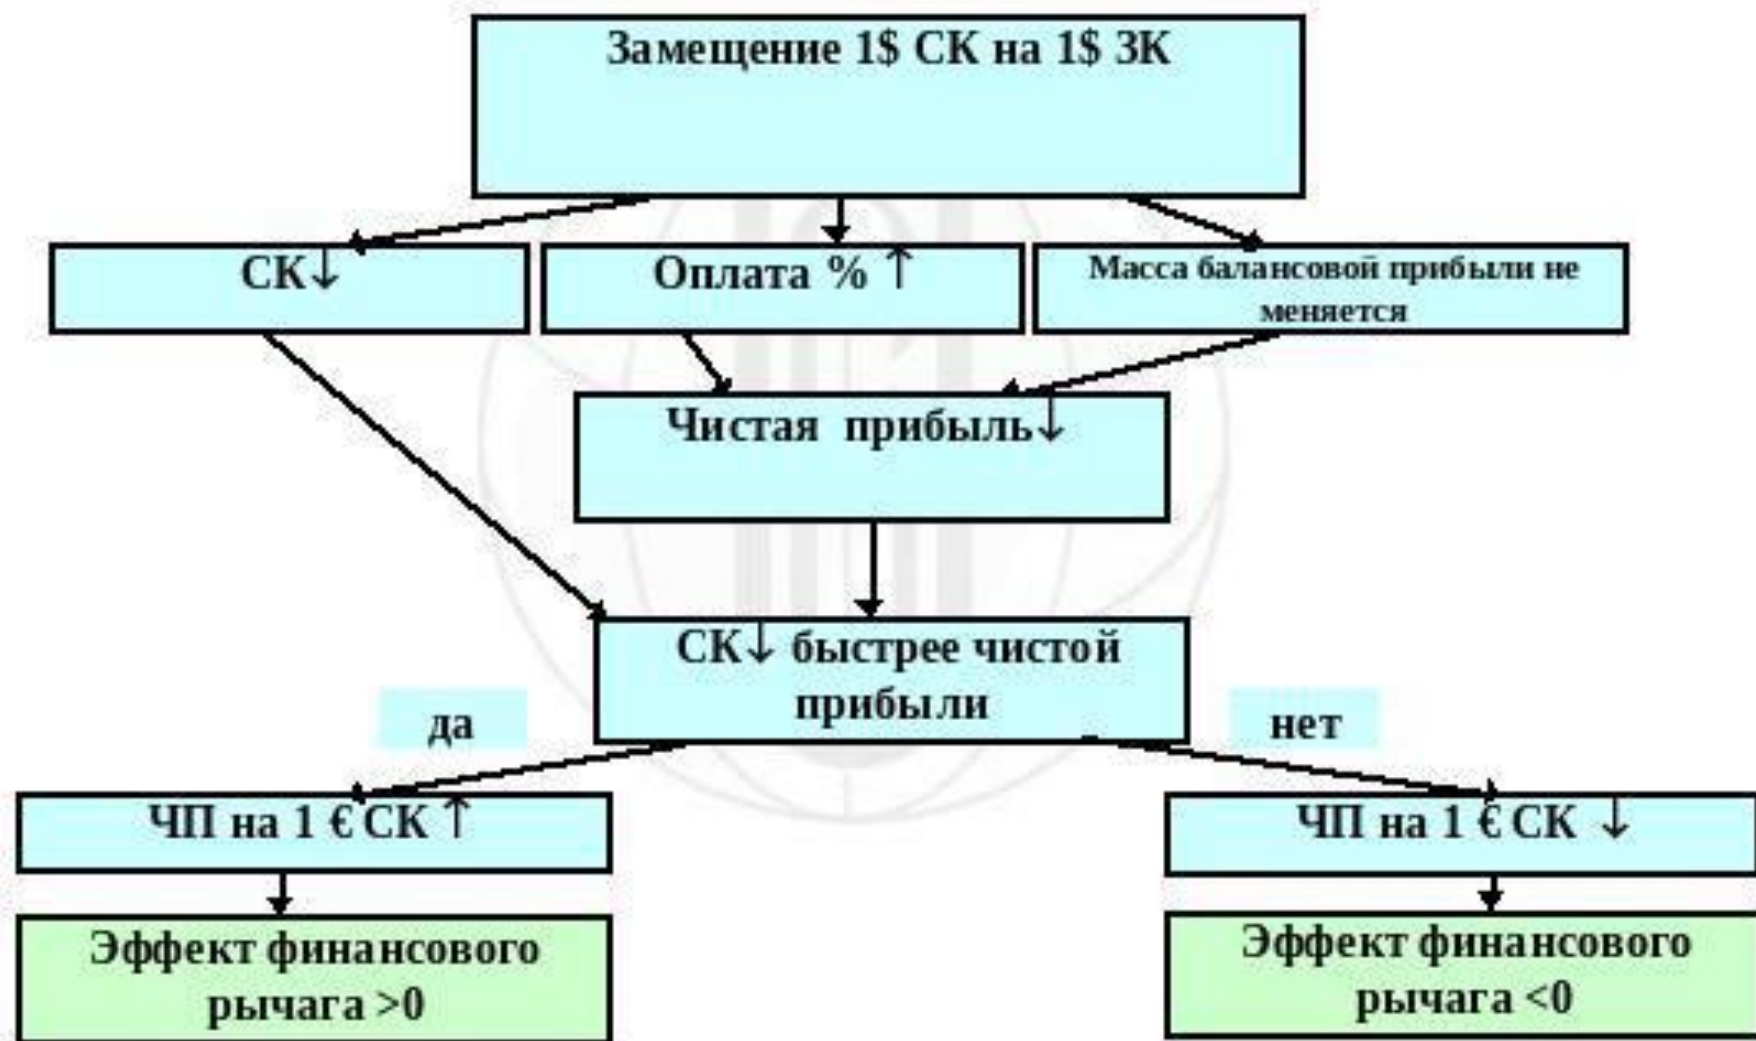 Замещение 1$ СК на 1$ ЗК
СК↓
Оплата % ↑
Масса балансовой прибыли не
меняется
Чистая прибыль↓
СК↓ быстрее чистой
прибыли
да
нет
ЧП на 1 € СК ↑
ЧП на 1 € СК ↓
Эффект финансового
рычага >0
Эффект финансового
рычага <0